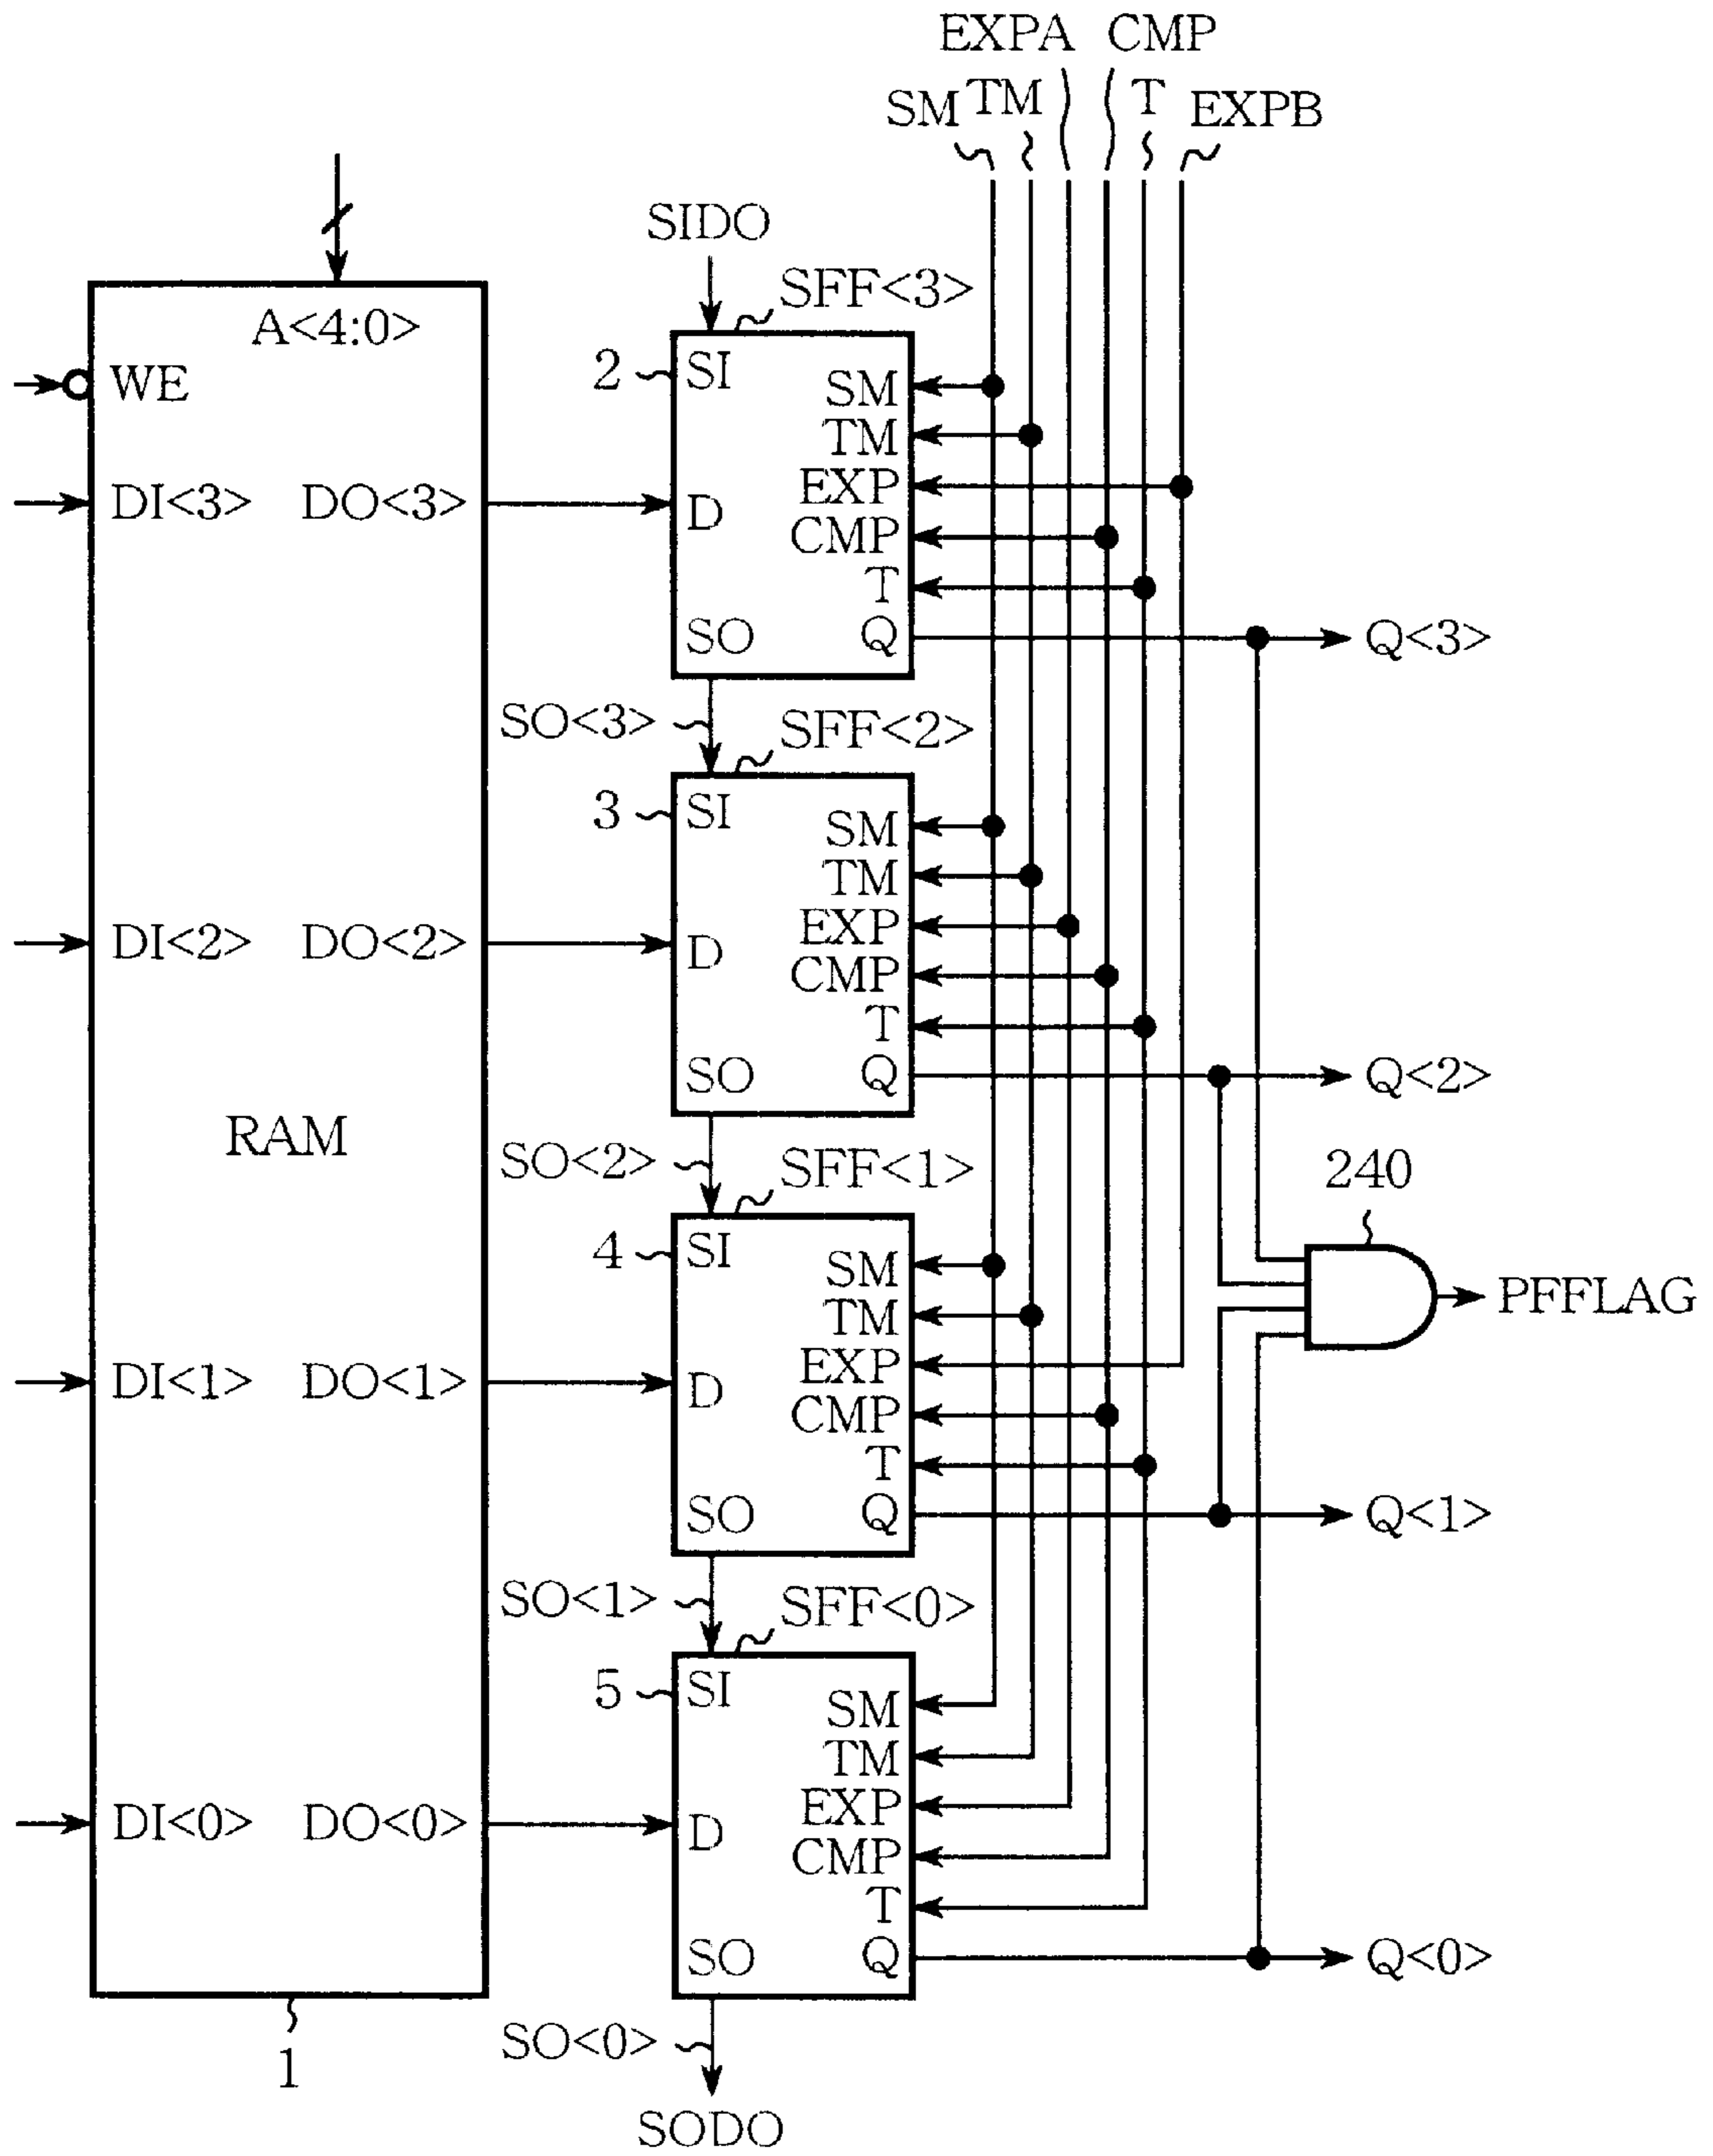 EXPA CMP
SM TM T EXPB
SIDO
SFF<3>
A<4:0>
2 SI
WE SM
TM
EXP
DI<3> DO<3> D
CMP
T
SO Q Q<3>
SO<3> SFF<2>
3 SI
SM
TM
EXP
DI<2> DO<2> D
CMP
T
SO Q Q<2>
RAM
SO<2> SFF<1>
240
4 SI
SM
PFFLAG
TM
EXP
DI<1> DO<1> D
CMP
T
SO Q Q<1>
SO<1> SFF<0>
5 SI
SM
TM
EXP
DI<0> DO<0> D
CMP
T
SO Q Q<0>
SO<0>
1
SODO